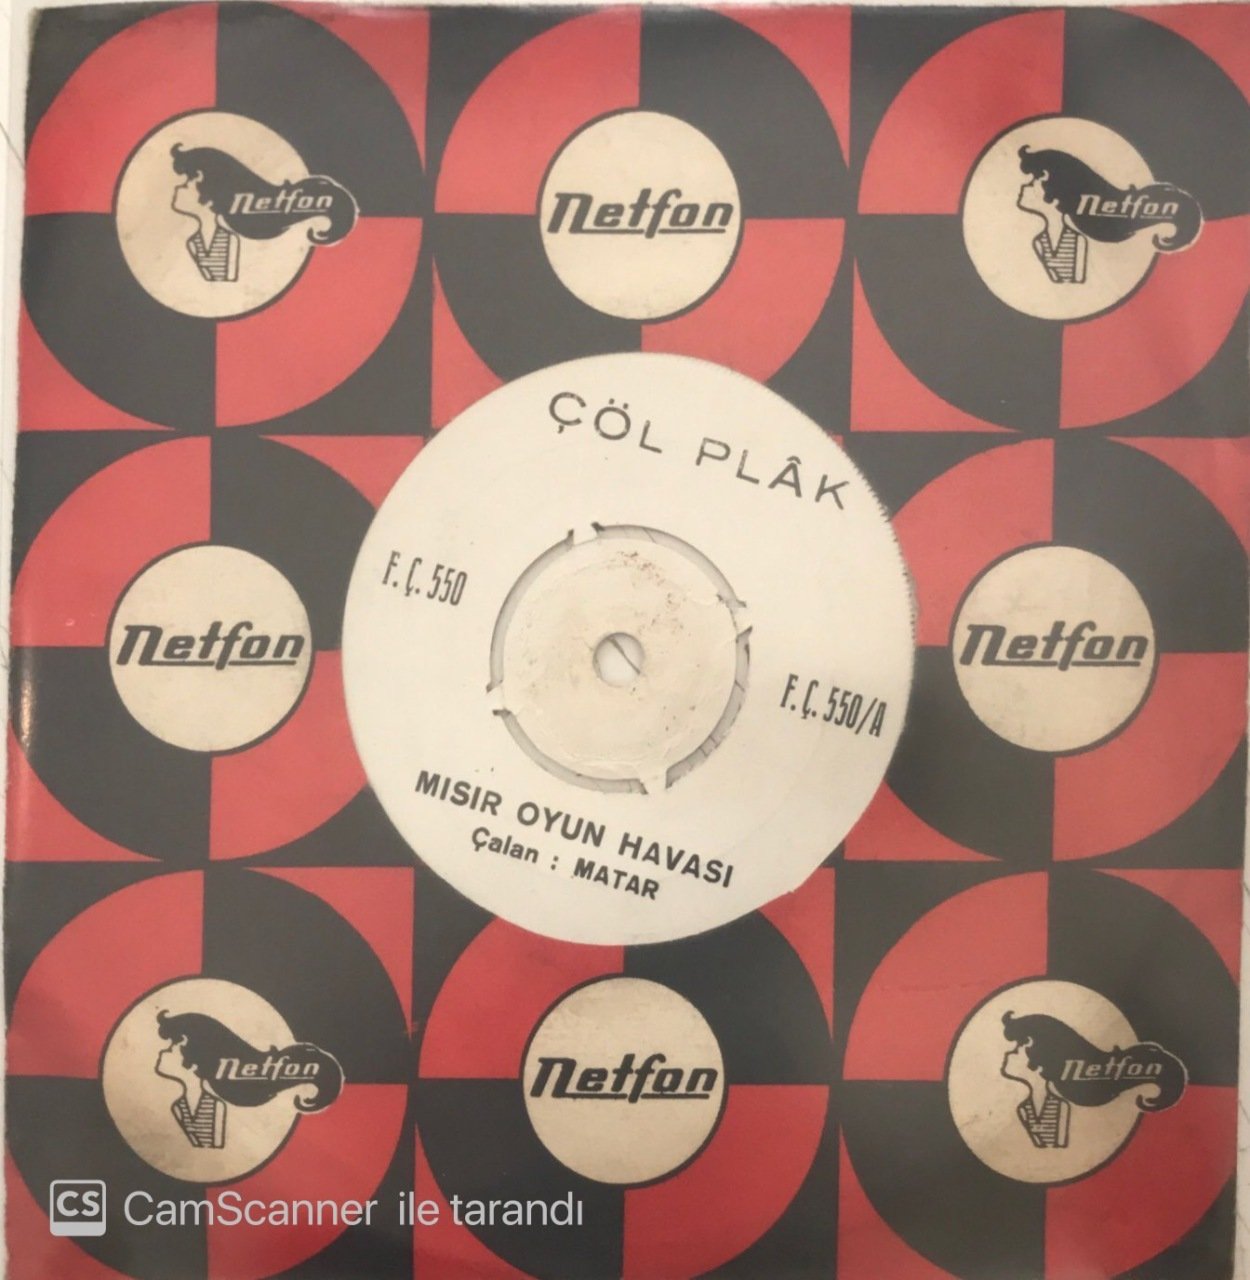 Netfon
Netfon
Netfon
ÇÖL PLÂK
F. Ç. 550
Netfon
Netfon
F. Ç. 550/A
MISIR OYUN HAVASI
Çalan : MATAR
Netfon
Netfon
Netfon
CS CamScanner ile tarandı